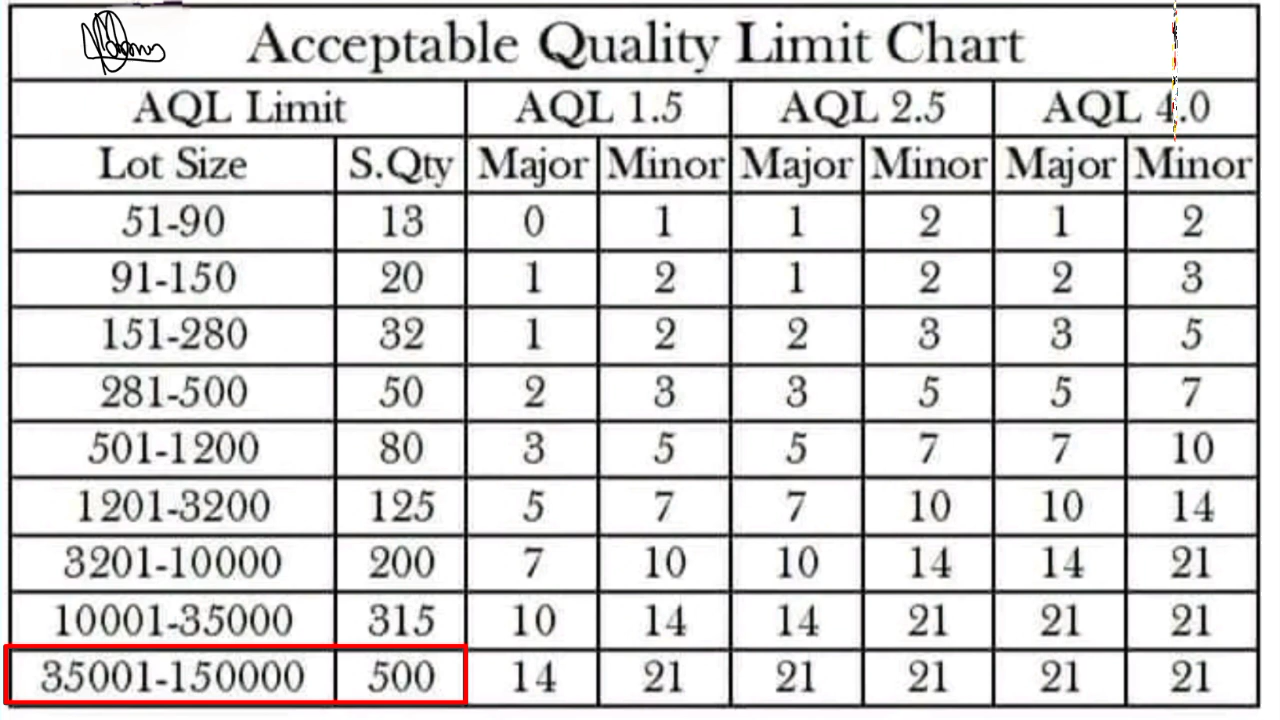 Acceptable Quality Limit Chart
AQL Limit AQL 1.5 AQL 2.5 AQL 4.0
Lot Size S.Qty Major Minor Major Minor Major Minor
51-90 13 0 1 1 2 1 2
91-150 20 1 2 1 2 2 3
151-280 32 1 2 2 3 3 5
281-500 50 2 3 3 5 5 7
501-1200 80 3 5 5 7 7 10
1201-3200 125 5 7 7 10 10 14
3201-10000 200 7 10 10 14 14 21
10001-35000 315 10 14 14 21 21 21
35001-150000 500 14 21 21 21 21 21